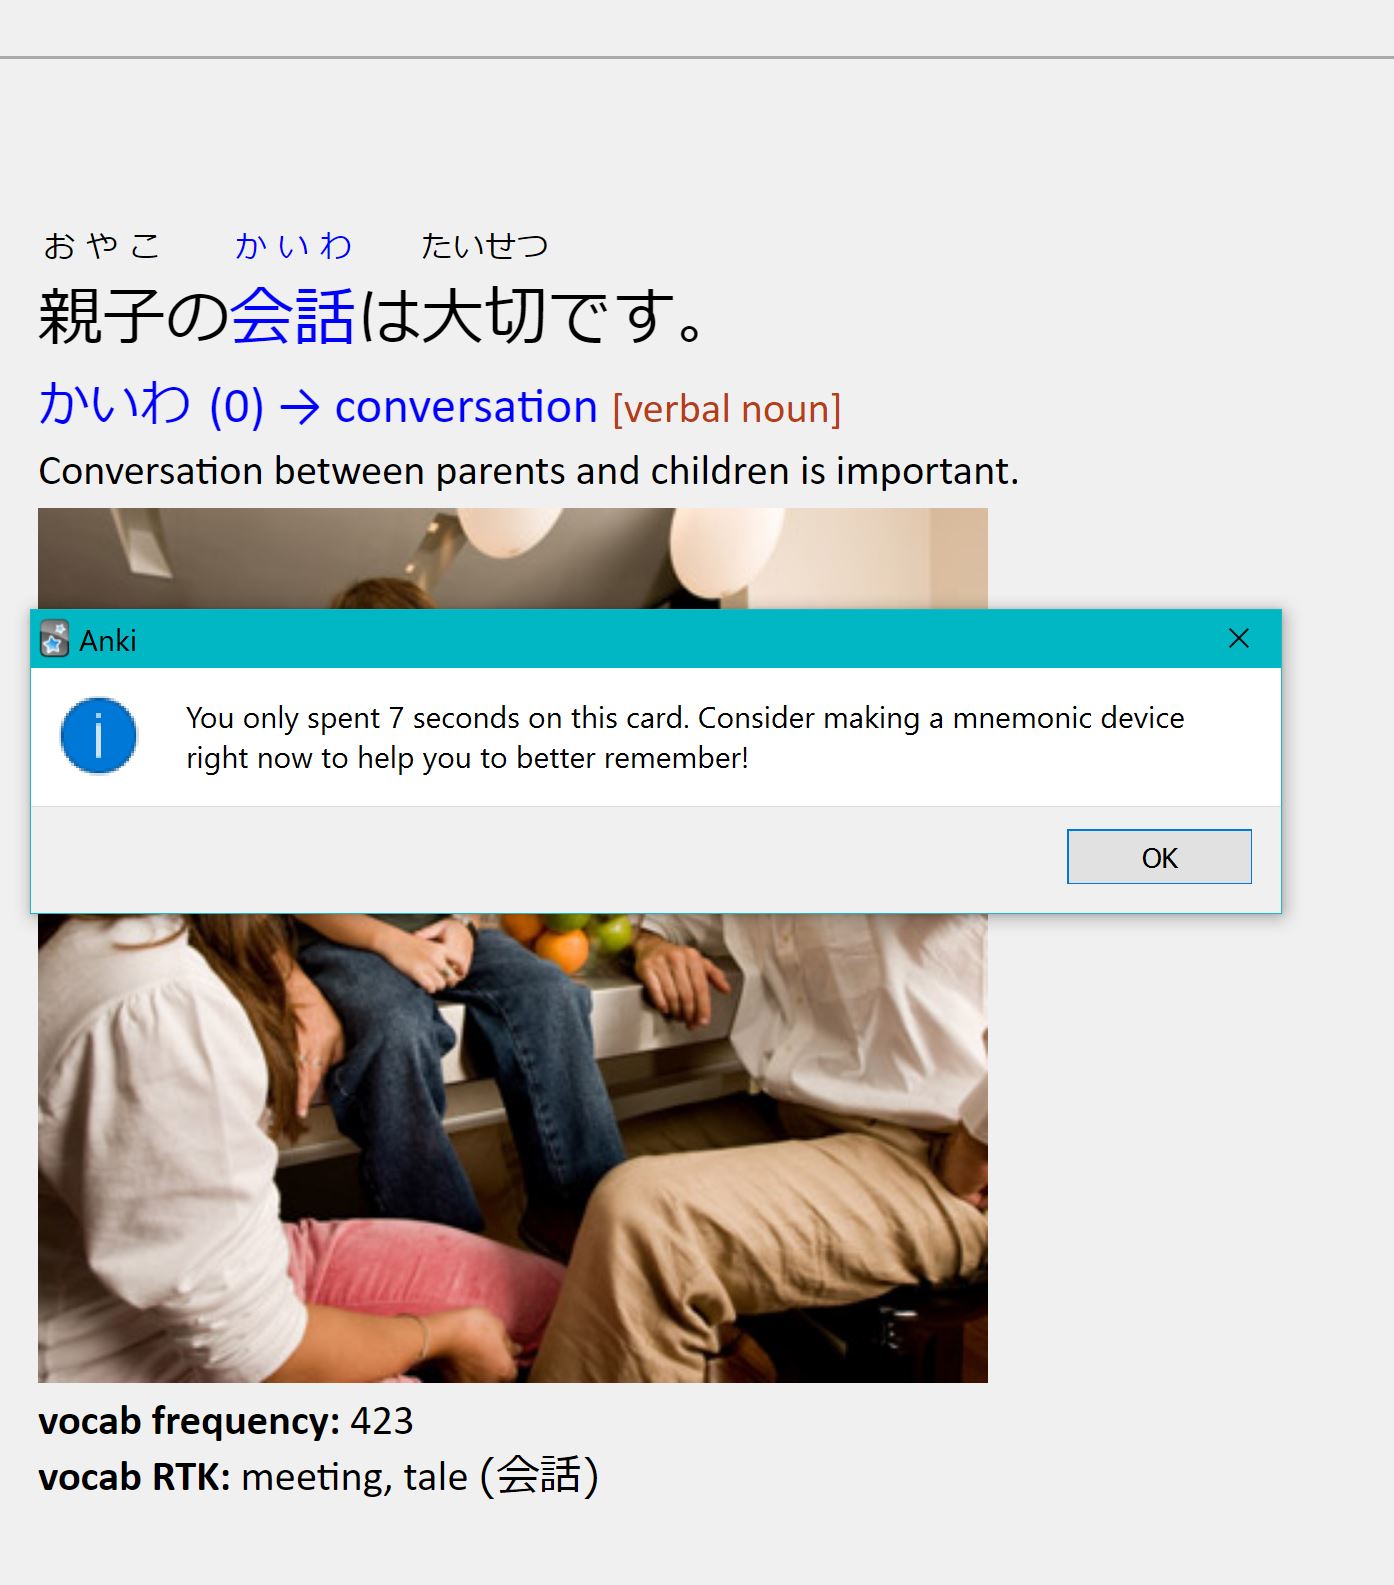 おやこ かいわ たいせつ
親子の会話は大切です。
かいわ (0) → conversation [verbal noun]
Conversation between parents and children is important.
Anki
You only spent 7 seconds on this card. Consider making a mnemonic device
right now to help you to better remember!
OK
vocab frequency: 423
vocab RTK: meeting, tale (会話)